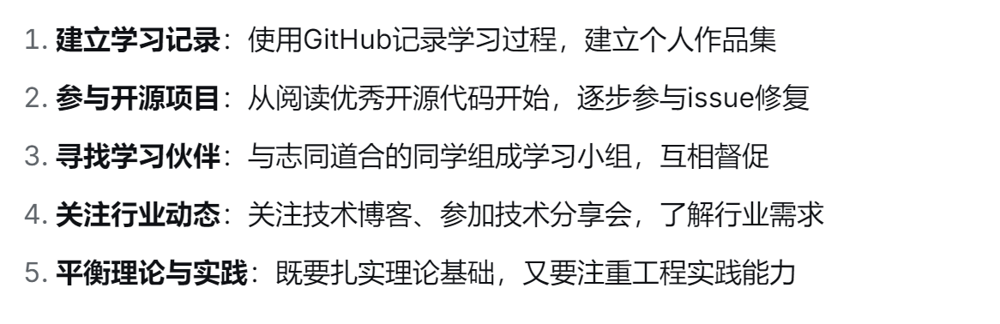 1. 建立学习记录：使用GitHub记录学习过程，建立个人作品集
2. 参与开源项目：从阅读优秀开源代码开始，逐步参与issue修复
3. 寻找学习伙伴：与志同道合的同学组成学习小组，互相督促
4. 关注行业动态：关注技术博客、参加技术分享会，了解行业需求
5. 平衡理论与实践：既要扎实理论基础，又要注重工程实践能力